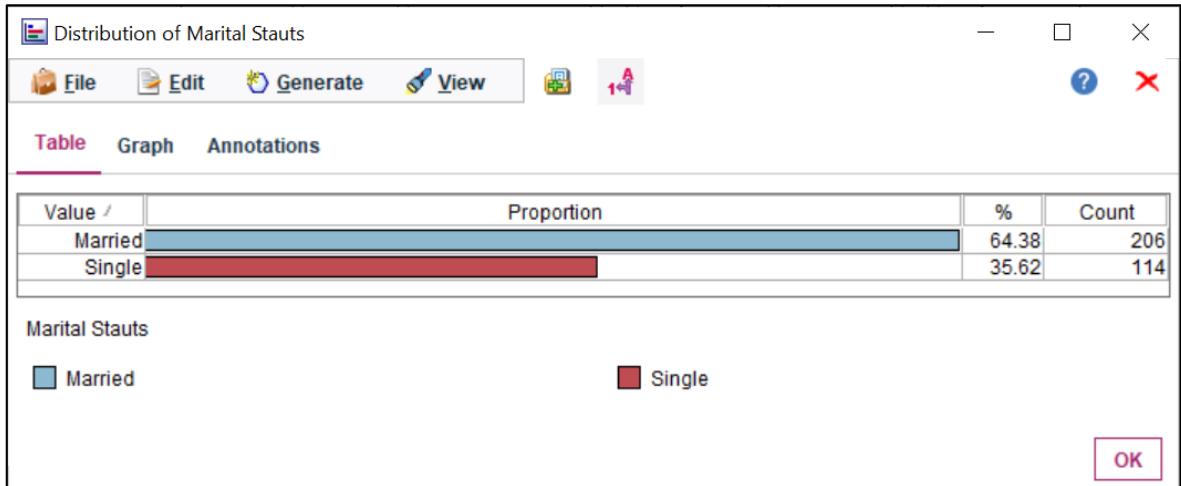 Distribution of Marital Stauts
File Edit Generate View
Table Graph Annotations
Value Proportion % Count
Married 64.38 206
Single 35.62 114
Marital Stauts
Married Single
OK